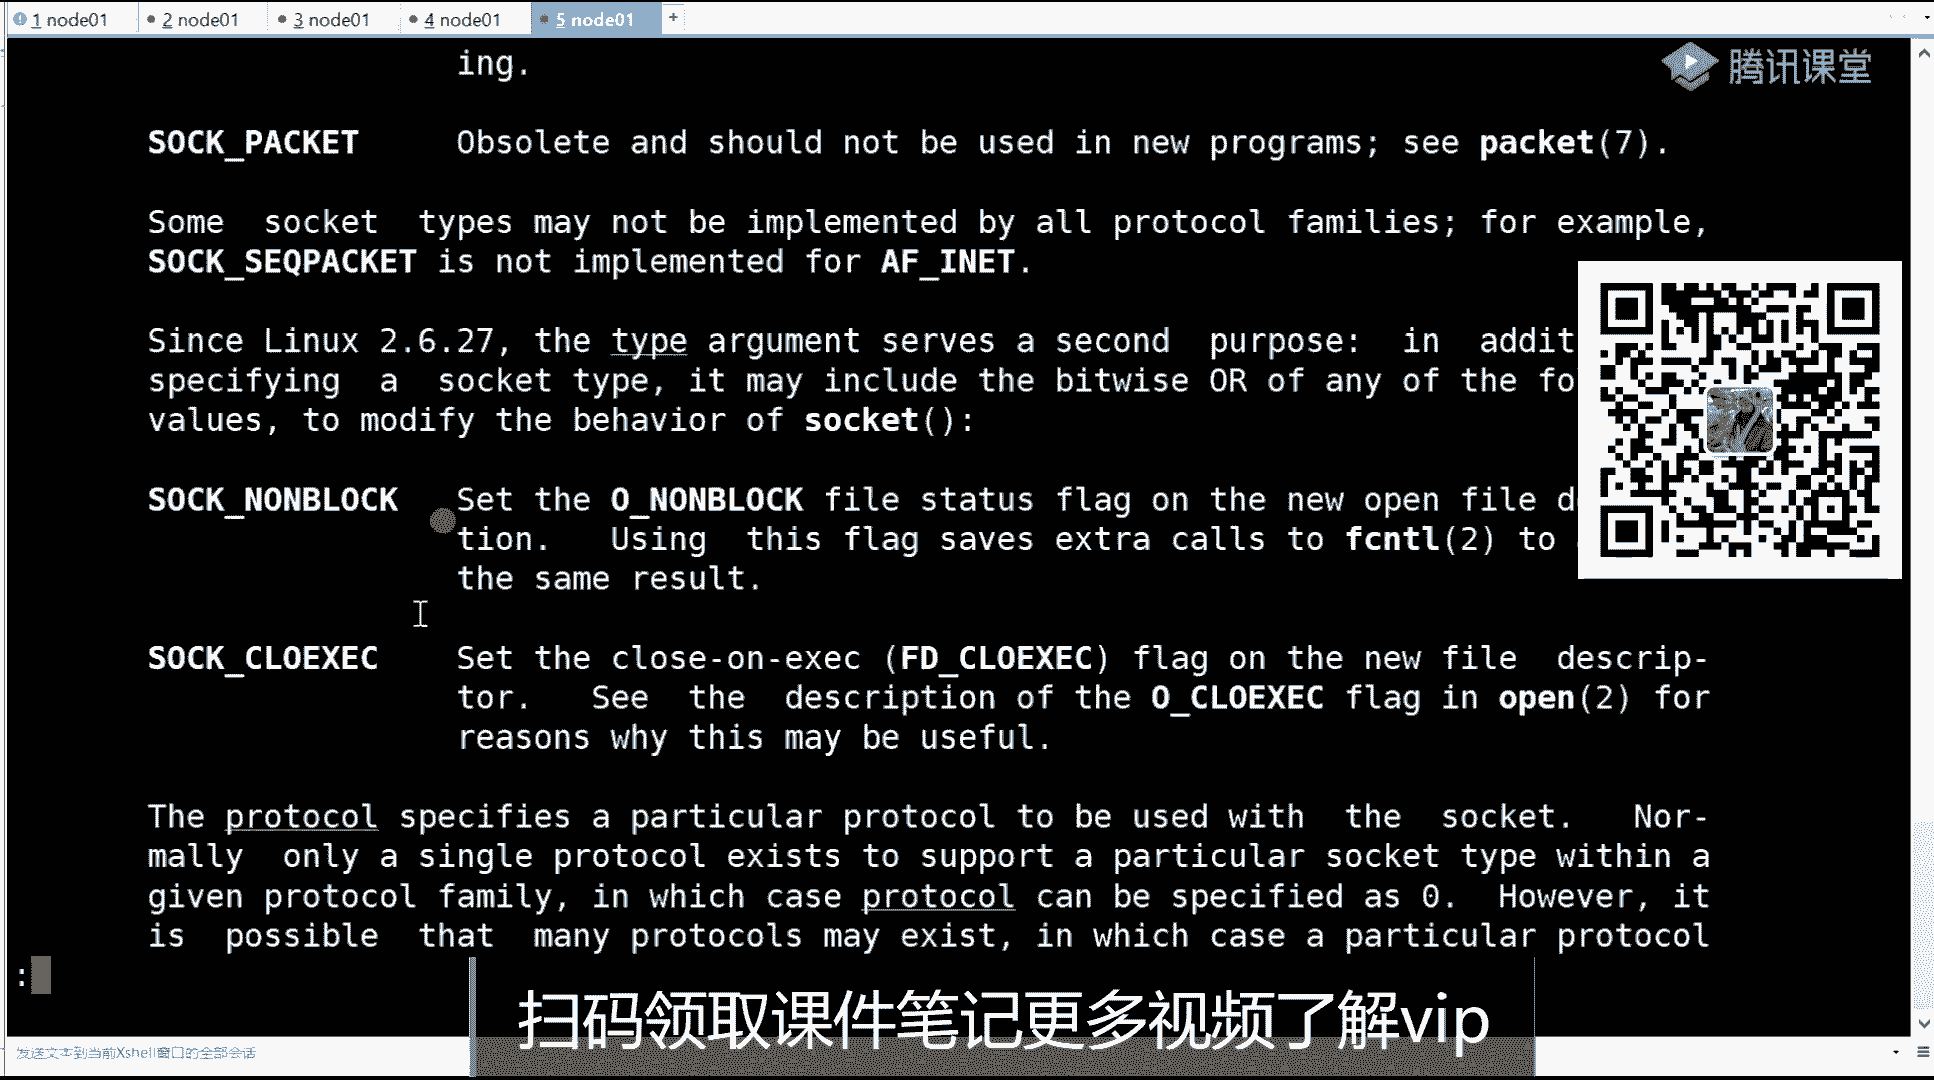 1 node01
2 node01
3 node01
4 node01
5 node01
+
腾讯课堂
ing.
SOCK_PACKET Obsolete and should not be used in new programs; see packet(7).
Some socket types may not be implemented by all protocol families; for example,
SOCK_SEQPACKET is not implemented for AF_INET.
Since Linux 2.6.27, the type argument serves a second purpose: in addit
specifying a socket type, it may include the bitwise OR of any of the fo
values, to modify the behavior of socket():
SOCK_NONBLOCK Set the O_NONBLOCK file status flag on the new open file d
tion. Using this flag saves extra calls to fcntl(2) to
the same result.
SOCK_CLOEXEC Set the close-on-exec (FD_CLOEXEC) flag on the new file descrip-
tor. See the description of the O_CLOEXEC flag in open(2) for
reasons why this may be useful.
The protocol specifies a particular protocol to be used with the socket. Nor-
mally only a single protocol exists to support a particular socket type within a
given protocol family, in which case protocol can be specified as 0. However, it
is possible that many protocols may exist, in which case a particular protocol
:
扫码领取课件笔记更多视频了解vip
发送文本到当前Xshell窗口的全部会话